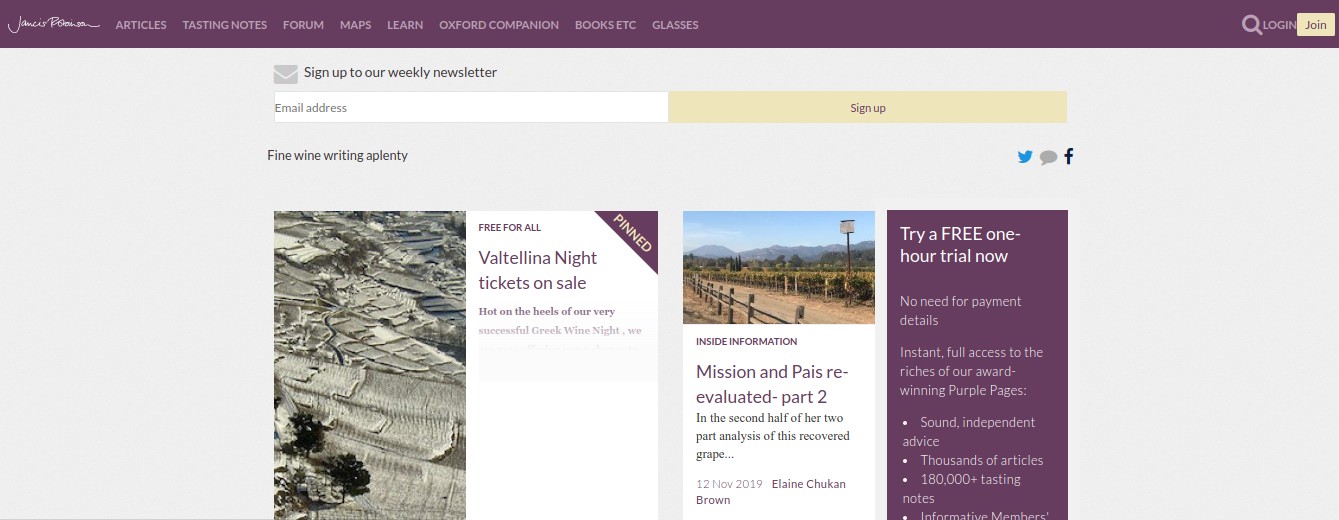 Jancis Robinson ARTICLES TASTING NOTES FORUM MAPS LEARN OXFORD COMPANION BOOKS ETC GLASSES LOGIN Join
Sign up to our weekly newsletter
Email address Sign up
Fine wine writing aplenty
FREE FOR ALL
PINNED
Valtellina Night
tickets on sale
Hot on the heels of our very
successful Greek Wine Night , we
INSIDE INFORMATION
Mission and Pais re-
evaluated- part 2
In the second half of her two
part analysis of this recovered
grape...
12 Nov 2019 Elaine Chukan
Brown
Try a FREE one-
hour trial now
No need for payment
details
Instant, full access to the
riches of our award-
winning Purple Pages:
• Sound, independent
advice
• Thousands of articles
• 180,000+ tasting
notes
• Informative Members'